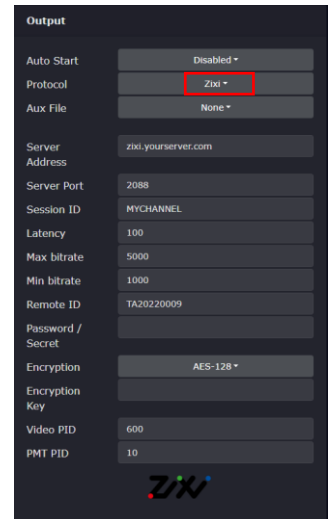 Output
Auto Start Disabled
Protocol Zixi
Aux File None
Server Address zixi.yourserver.com
Server Port 2088
Session ID MYCHANNEL
Latency 100
Max bitrate 5000
Min bitrate 1000
Remote ID TA20220009
Password / Secret
Encryption AES-128
Encryption Key
Video PID 600
PMT PID 10
Zixi